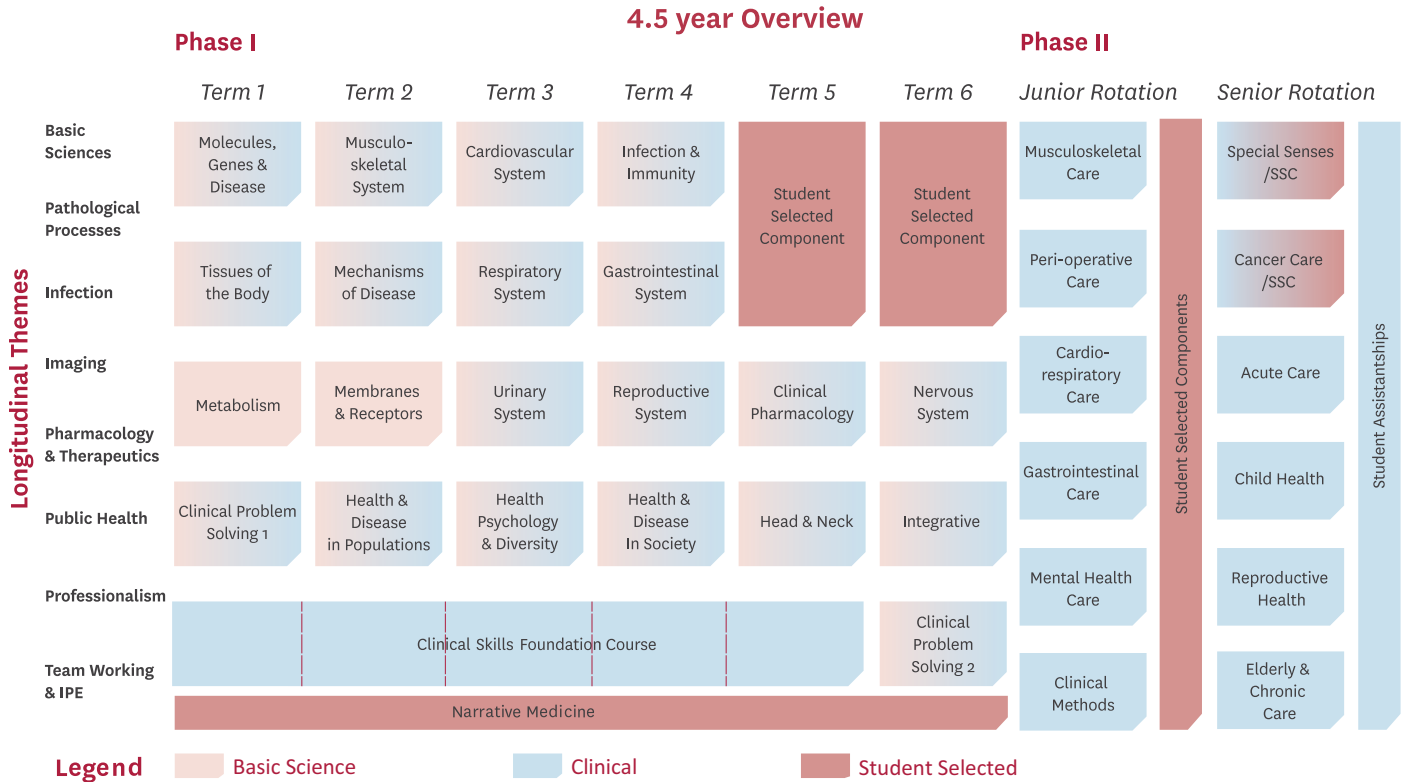 4.5 year Overview
Phase I
Phase II
Term 1
Term 2
Term 3
Term 4
Term 5
Term 6
Junior Rotation
Senior Rotation
Longitudinal Themes
Basic
Sciences
Pathological
Processes
Infection
Imaging
Pharmacology
& Therapeutics
Public Health
Professionalism
Team Working
& IPE
Molecules,
Genes &
Disease
Musculo-
skeletal
System
Cardiovascular
System
Infection &
Immunity
Student
Selected
Component
Student
Selected
Component
Tissues of
the Body
Mechanisms
of Disease
Respiratory
System
Gastrointestinal
System
Metabolism
Membranes
& Receptors
Urinary
System
Reproductive
System
Clinical
Pharmacology
Nervous
System
Clinical Problem
Solving 1
Health &
Disease
in Populations
Health
Psychology
& Diversity
Health &
Disease
In Society
Head & Neck
Integrative
Clinical Skills Foundation Course
Clinical
Problem
Solving 2
Narrative Medicine
Musculoskeletal
Care
Peri-operative
Care
Cardio-
respiratory
Care
Gastrointestinal
Care
Mental Health
Care
Clinical
Methods
Student Selected Components
Special Senses
/SSC
Cancer Care
/SSC
Acute Care
Child Health
Reproductive
Health
Elderly &
Chronic
Care
Student Assistantships
Legend
Basic Science
Clinical
Student Selected